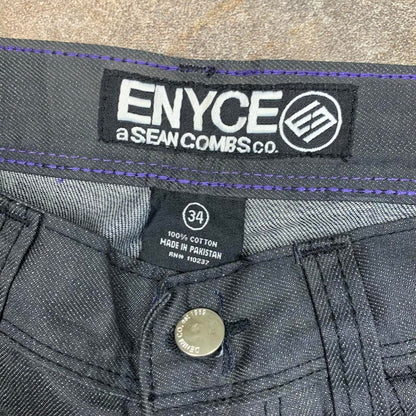 ENYCE
a SEAN COMBS CO.
34
100% COTTON
MADE IN PAKISTAN
RN# 110237